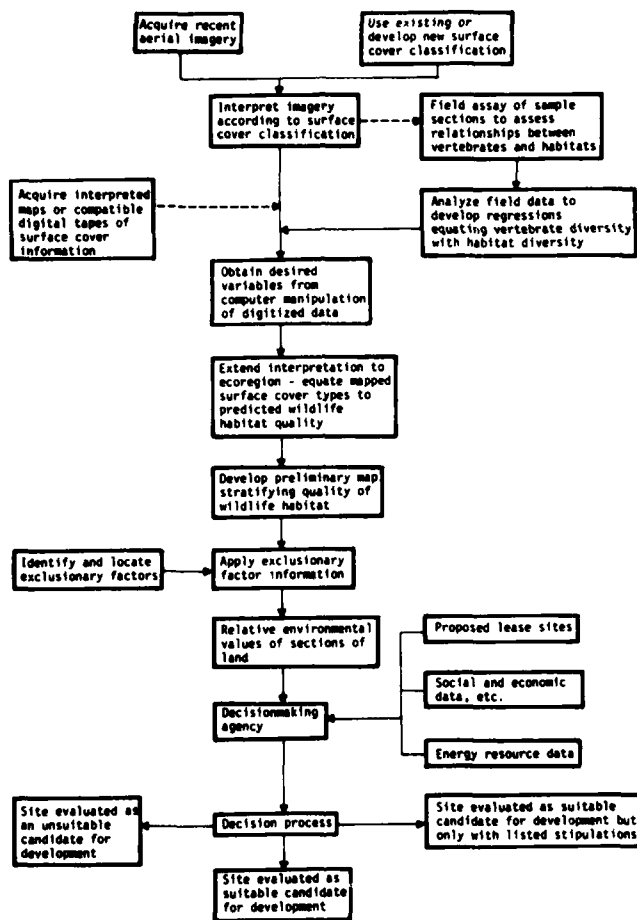 Acquire recent
aerial imagery
Use existing or
develop new surface
cover classification
Interpret imagery
according to surface
cover classification
Field assay of sample
sections to assess
relationships between
vertebrates and habitats
Acquire interpreted
maps or compatible
digital tapes of
surface cover
information
Analyze field data to
develop regressions
equating vertebrate diversity
with habitat diversity
Obtain desired
variables from
computer manipulation
of digitized data
Extend interpretation to
ecoregion - equate mapped
surface cover types to
predicted wildlife
habitat quality
Develop preliminary map
stratifying quality of
wildlife habitat
Identify and locate
exclusionary factors
Apply exclusionary
factor information
Relative environmental
values of sections of
land
Proposed lease sites
Social and economic
data, etc.
Decisionmaking
agency
Energy resource data
Site evaluated as
an unsuitable
candidate for
development
Decision process
Site evaluated as suitable
candidate for development but
only with listed stipulations
Site evaluated as
suitable candidate
for development